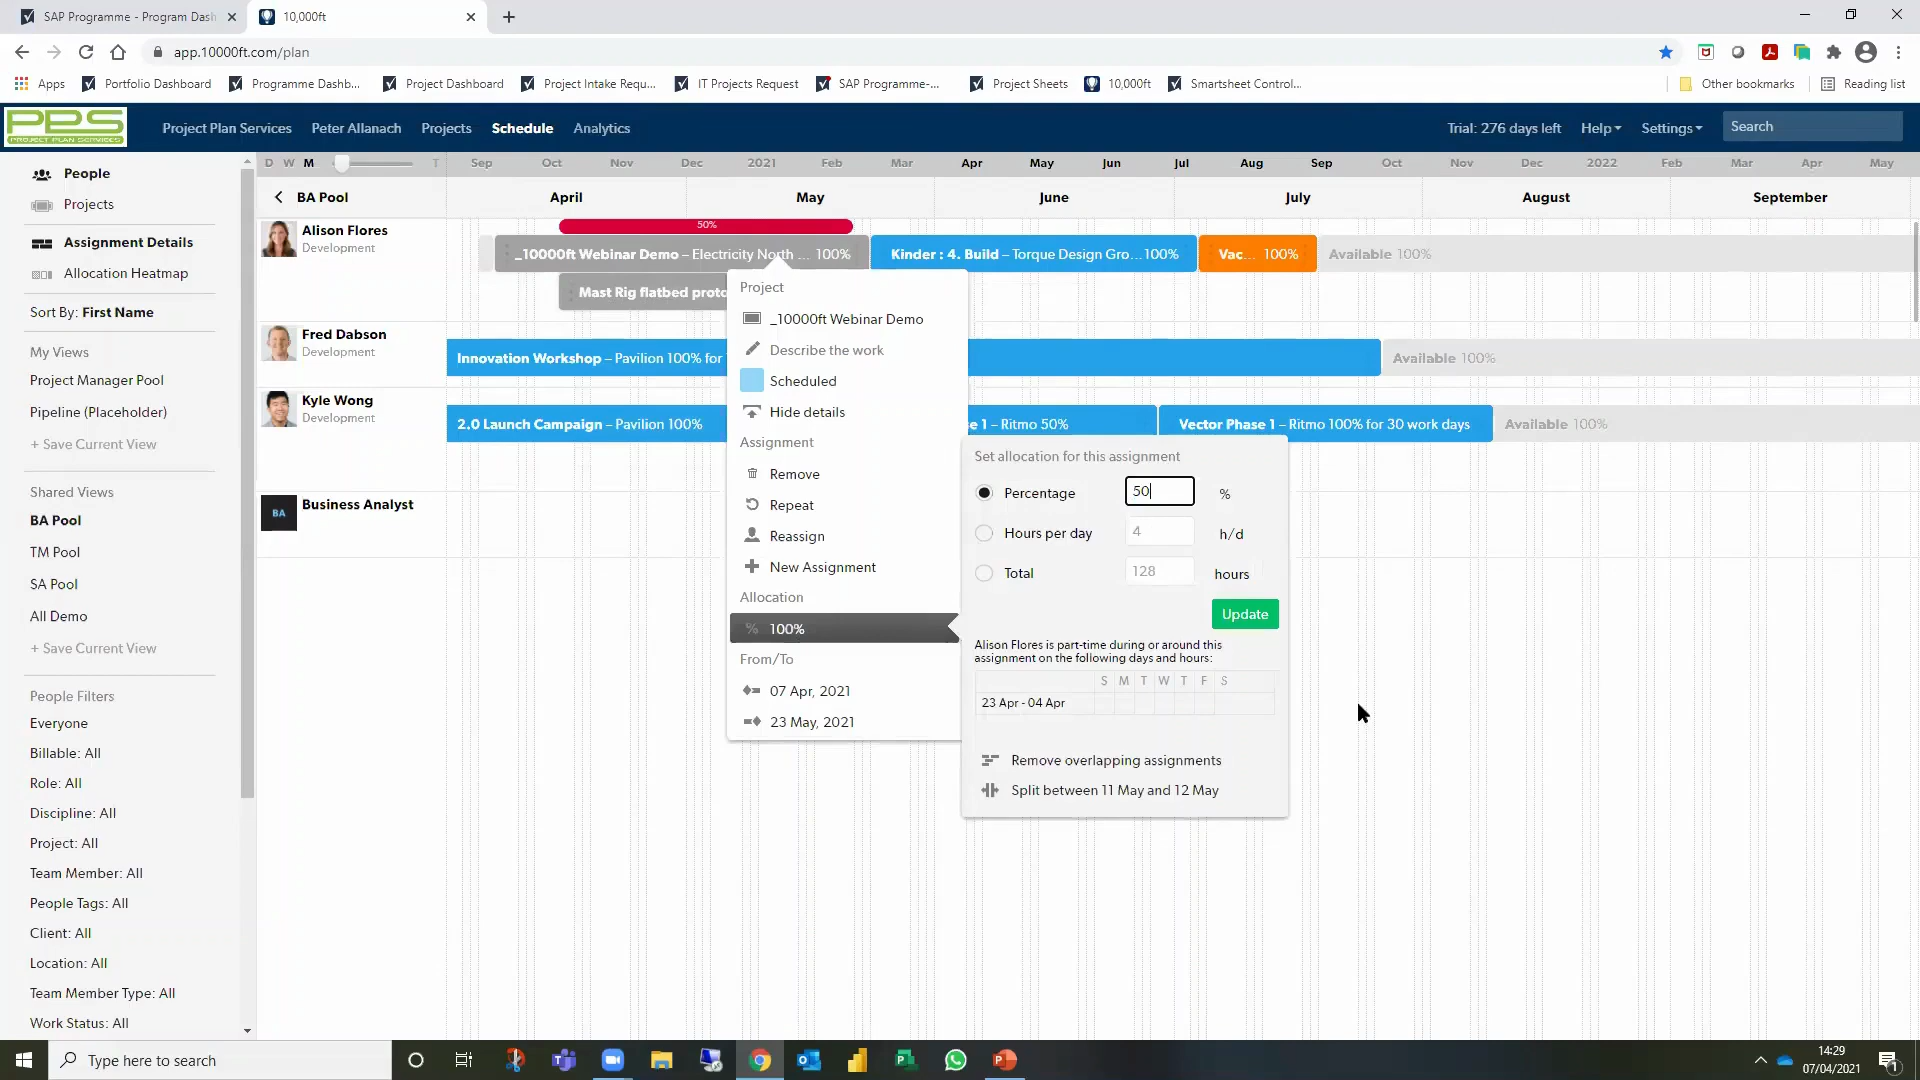 SAP Programme - Program Dash
10,000ft
app.10000ft.com/plan
Apps
Portfolio Dashboard
Programme Dashb...
Project Dashboard
Project Intake Requ...
IT Projects Request
SAP Programme-...
Project Sheets
10,000ft
Smartsheet Control...
Other bookmarks
Reading list
PPS
PROJECT PLAN SERVICES
Project Plan Services
Peter Allanach
Projects
Schedule
Analytics
Trial: 276 days left
Help
Settings
Search
People
Projects
Assignment Details
Allocation Heatmap
Sort By: First Name
My Views
Project Manager Pool
Pipeline (Placeholder)
+ Save Current View
Shared Views
BA Pool
TM Pool
SA Pool
All Demo
+ Save Current View
People Filters
Everyone
Billable: All
Role: All
Discipline: All
Project: All
Team Member: All
People Tags: All
Client: All
Location: All
Team Member Type: All
Work Status: All
D W M T Sep Oct Nov Dec 2021 Feb Mar Apr May Jun Jul Aug Sep Oct Nov Dec 2022 Feb Mar Apr May
BA Pool April May June July August September
Alison Flores
Development
50%
_10000ft Webinar Demo – Electricity North ... 100%
Kinder : 4. Build – Torque Design Gro...100%
Vac... 100%
Available 100%
Mast Rig flatbed proto
Fred Dabson
Development
Innovation Workshop – Pavilion 100% for
Available 100%
Kyle Wong
Development
2.0 Launch Campaign – Pavilion 100%
e 1 – Ritmo 50%
Vector Phase 1 – Ritmo 100% for 30 work days
Available 100%
BA
Business Analyst
Project
_10000ft Webinar Demo
Describe the work
Scheduled
Hide details
Assignment
Remove
Repeat
Reassign
New Assignment
Allocation
% 100%
From/To
07 Apr, 2021
23 May, 2021
Set allocation for this assignment
Percentage 50 %
Hours per day 4 h/d
Total 128 hours
Update
Alison Flores is part-time during or around this
assignment on the following days and hours:
S M T W T F S
23 Apr - 04 Apr
Remove overlapping assignments
Split between 11 May and 12 May
Type here to search
14:29
07/04/2021
1